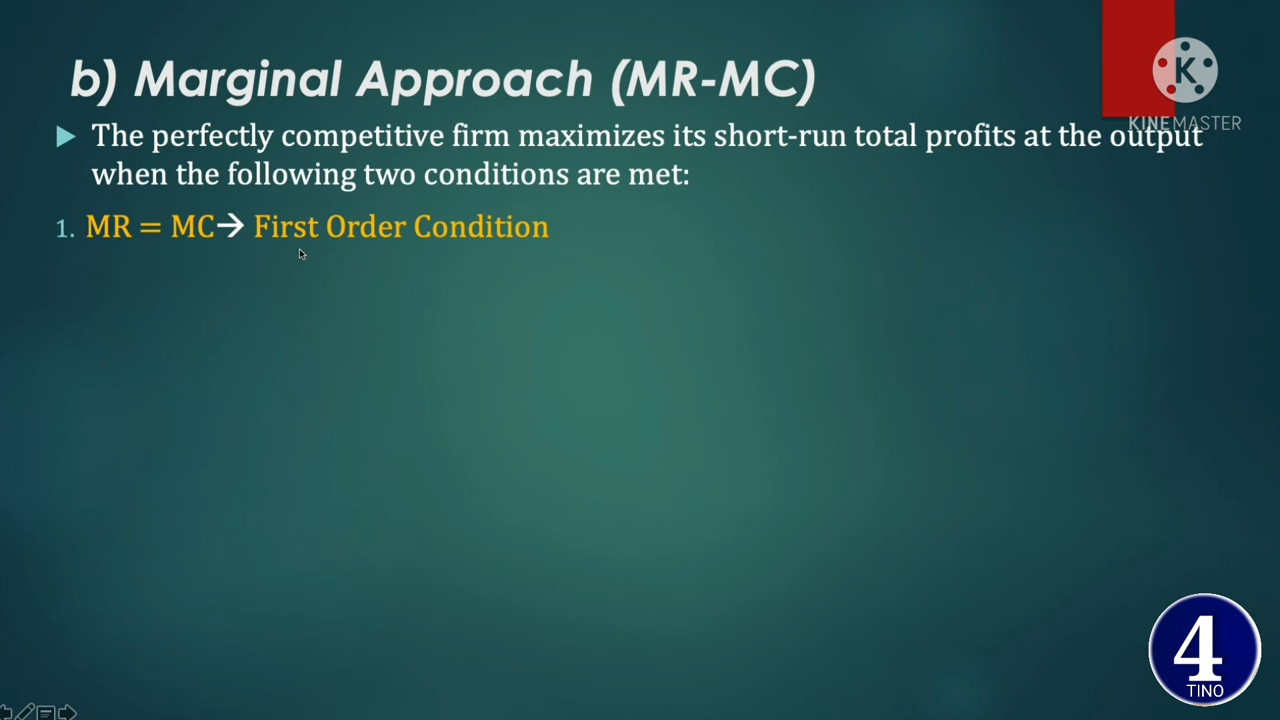 b) Marginal Approach (MR-MC)
KINEMASTER
▶ The perfectly competitive firm maximizes its short-run total profits at the output
when the following two conditions are met:
1. MR = MC→ First Order Condition
4
TINO